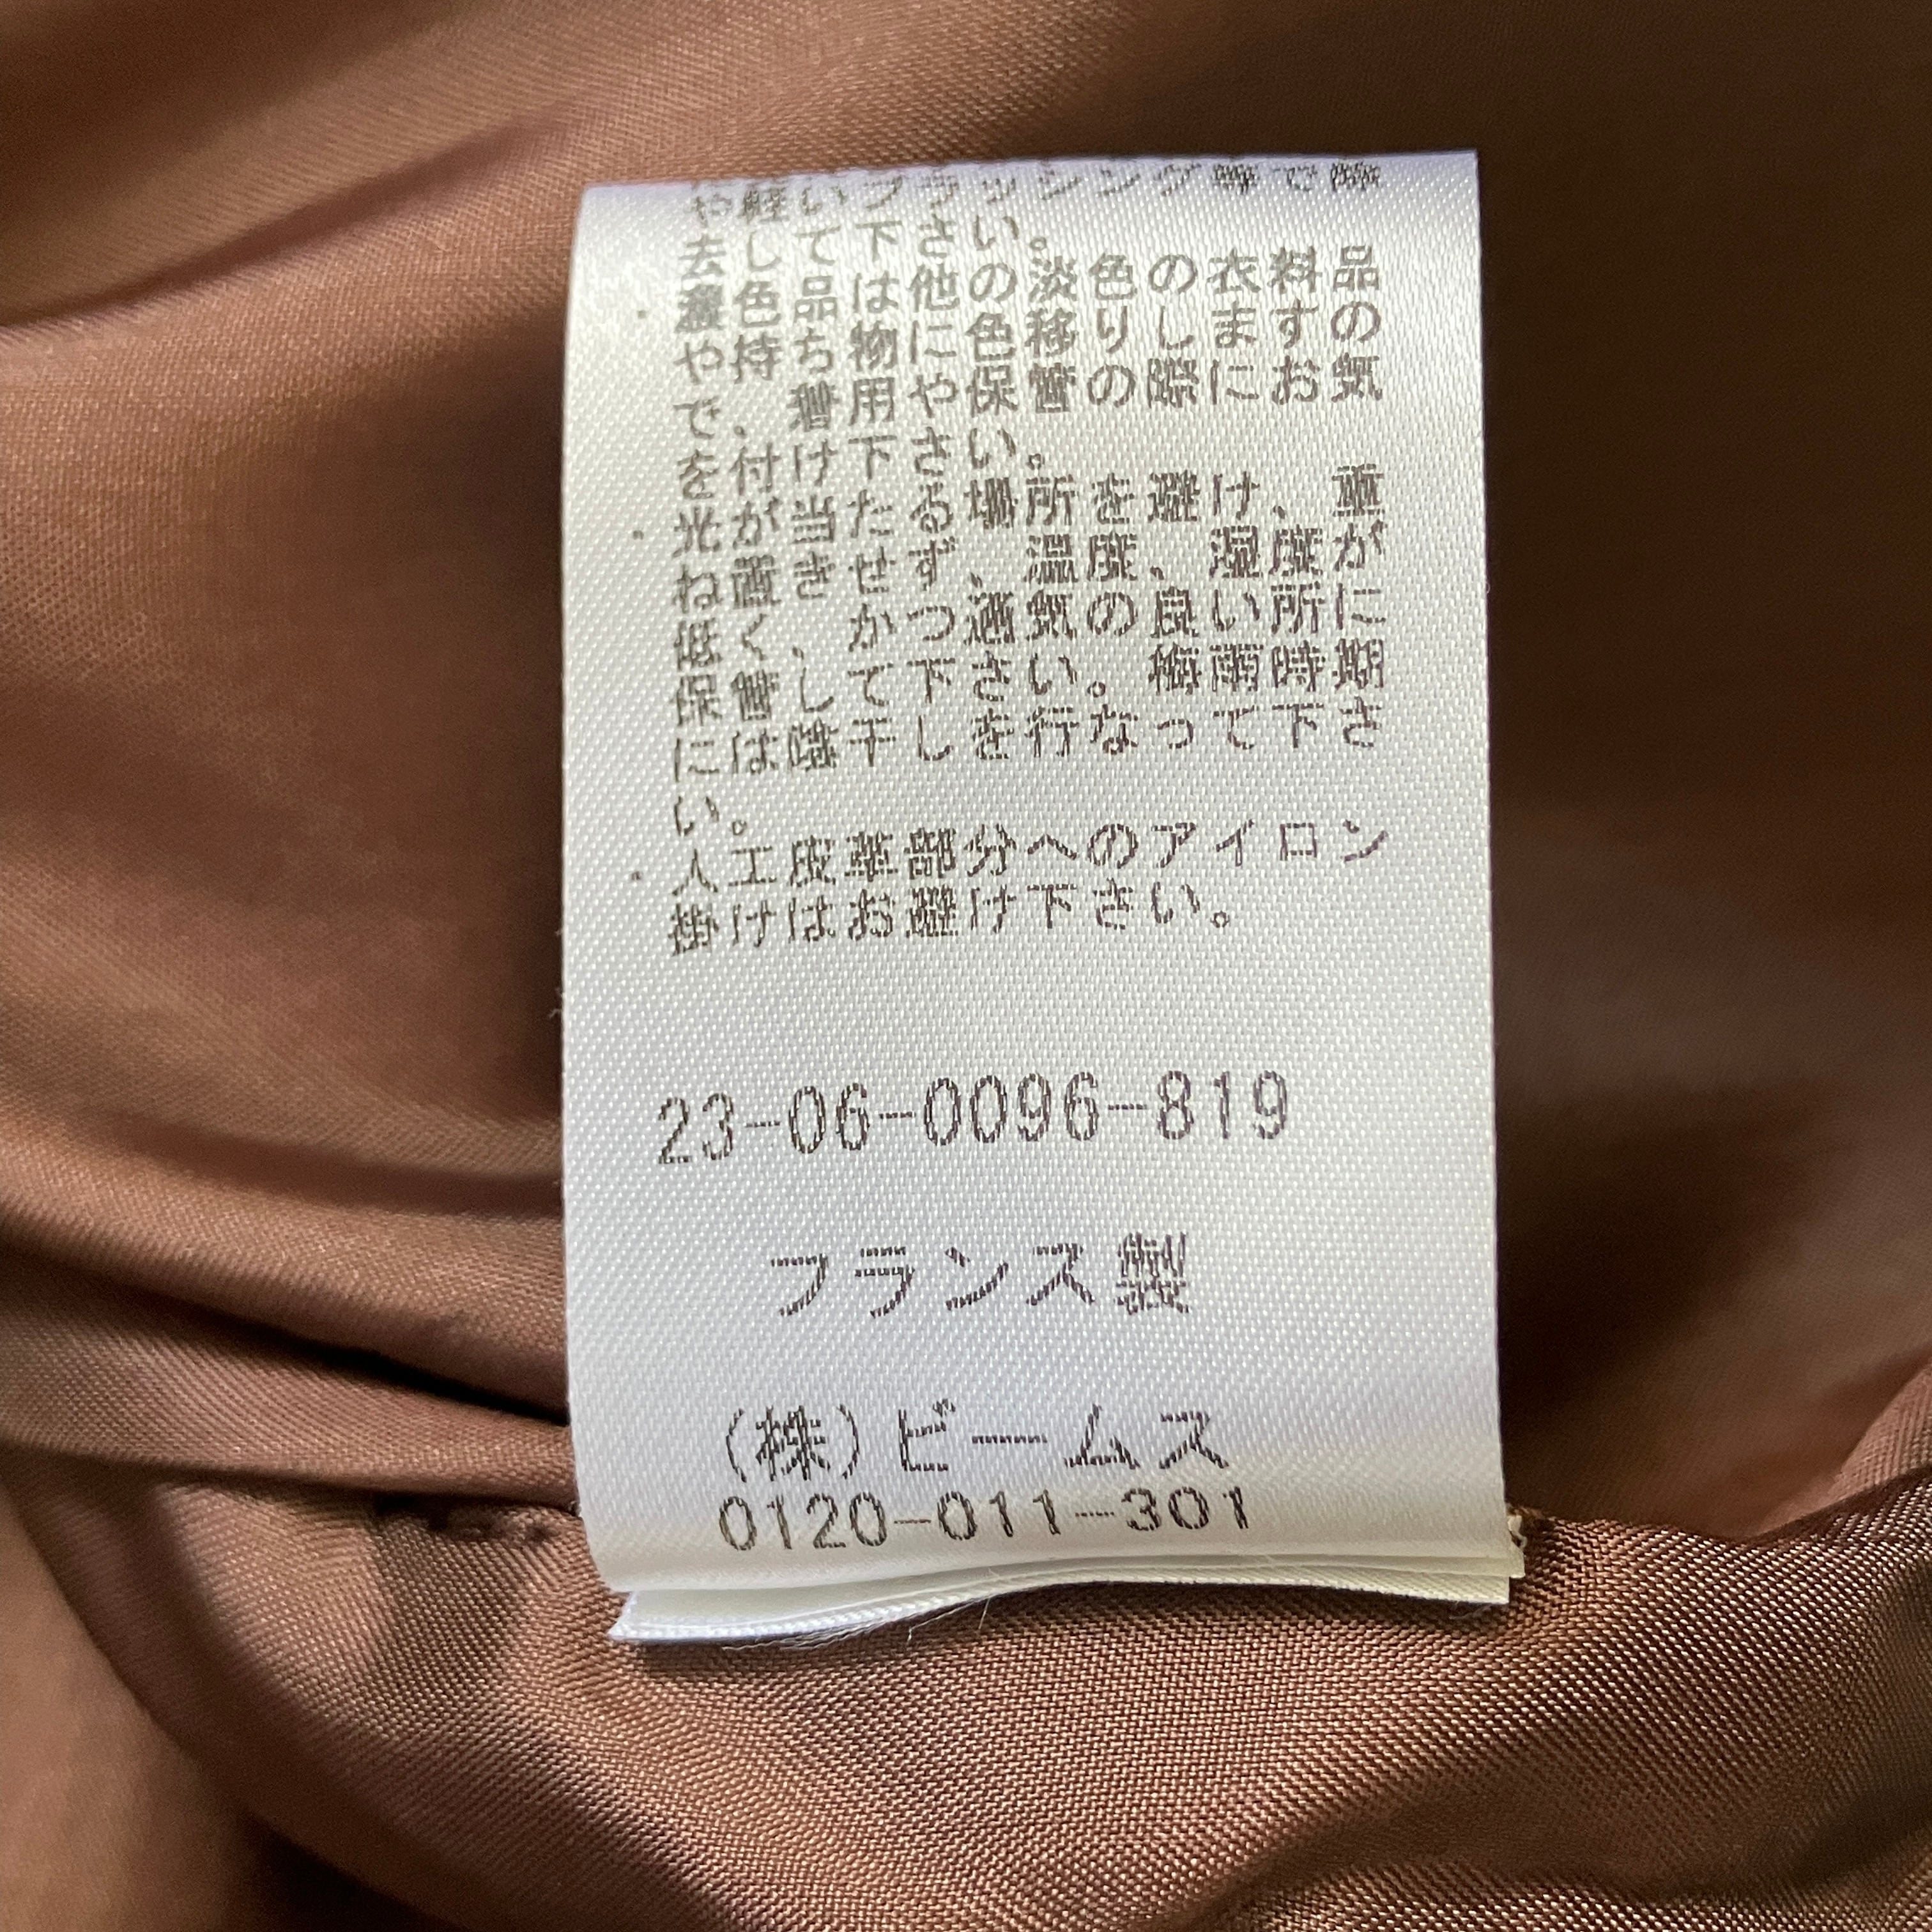 や軽いブラッシング等で除
去して下さい。
・濃色品は他の淡色の衣料品
や持ち物に色移りしますの
で、着用や保管の際にお気
を付け下さい。
・光が当たる場所を避け、重
ね置きせず、温度、湿度が
低く、かつ通気の良い所に
保管して下さい。梅雨時期
には陰干しを行なって下さ
い。
・人工皮革部分へのアイロン
掛けはお避け下さい。
23-06-0096-819
フランス製
(株)ビームス
0120-011-301